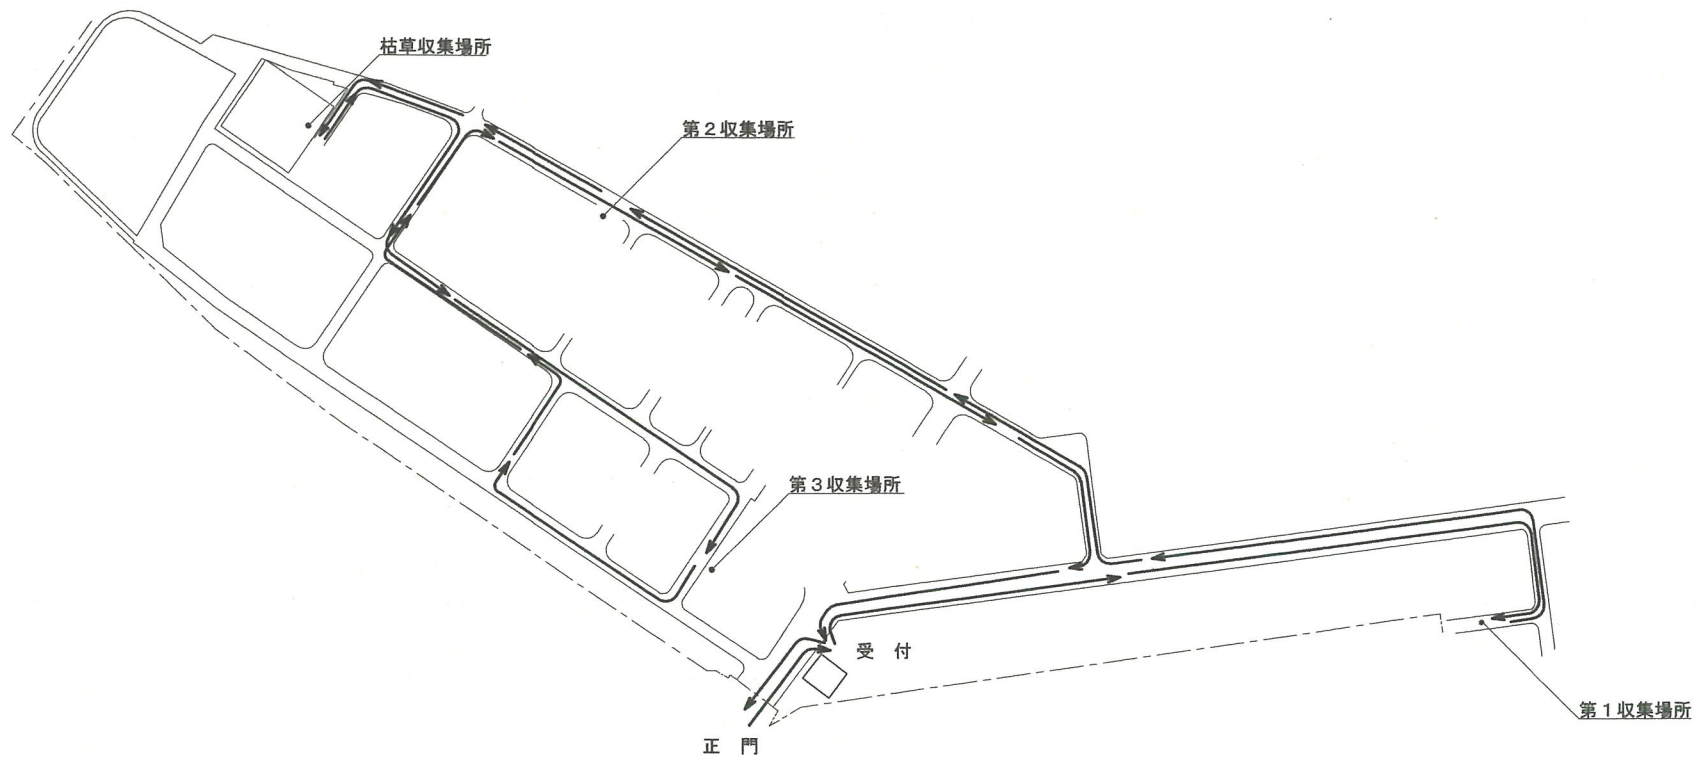 枯草収集場所
第２収集場所
第３収集場所
受　付
第１収集場所
正　門